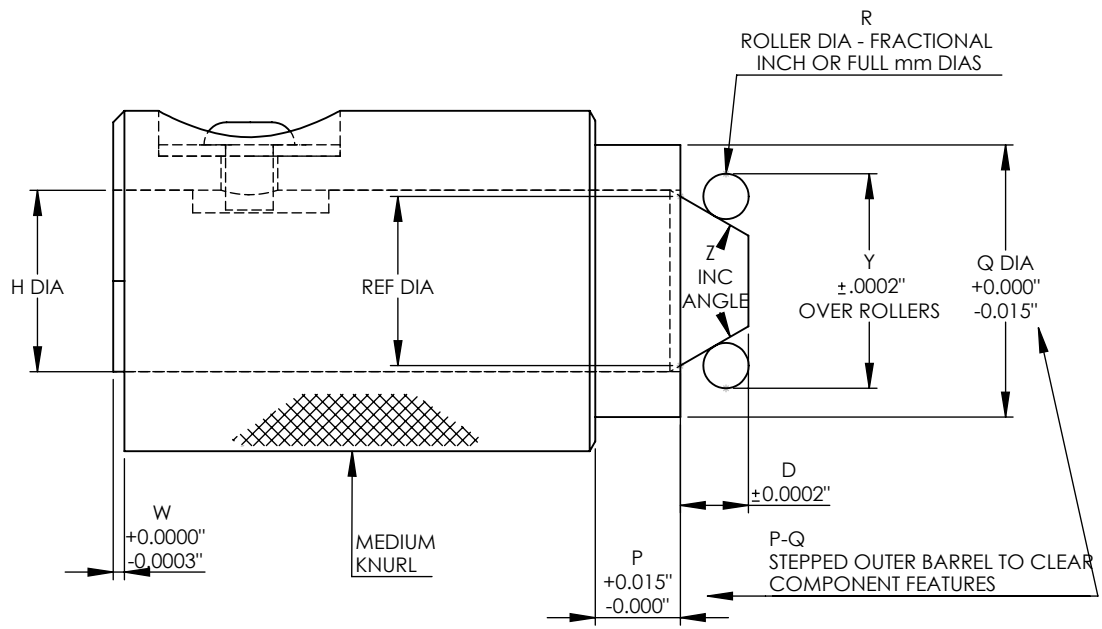 R
ROLLER DIA - FRACTIONAL
INCH OR FULL mm DIAS
H DIA
REF DIA
Z
INC
ANGLE
Y
±.0002"
OVER ROLLERS
Q DIA
+0.000"
-0.015"
D
±0.0002"
W
+0.0000"
-0.0003"
MEDIUM
KNURL
P
+0.015"
-0.000"
P-Q
STEPPED OUTER BARREL TO CLEAR
COMPONENT FEATURES